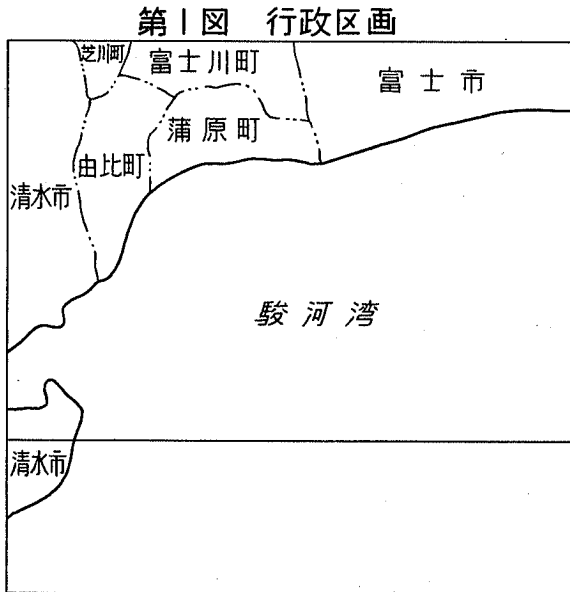 第1図 行政区画
芝川町
富士川町
富士市
蒲原町
由比町
清水市
駿河湾
清水市